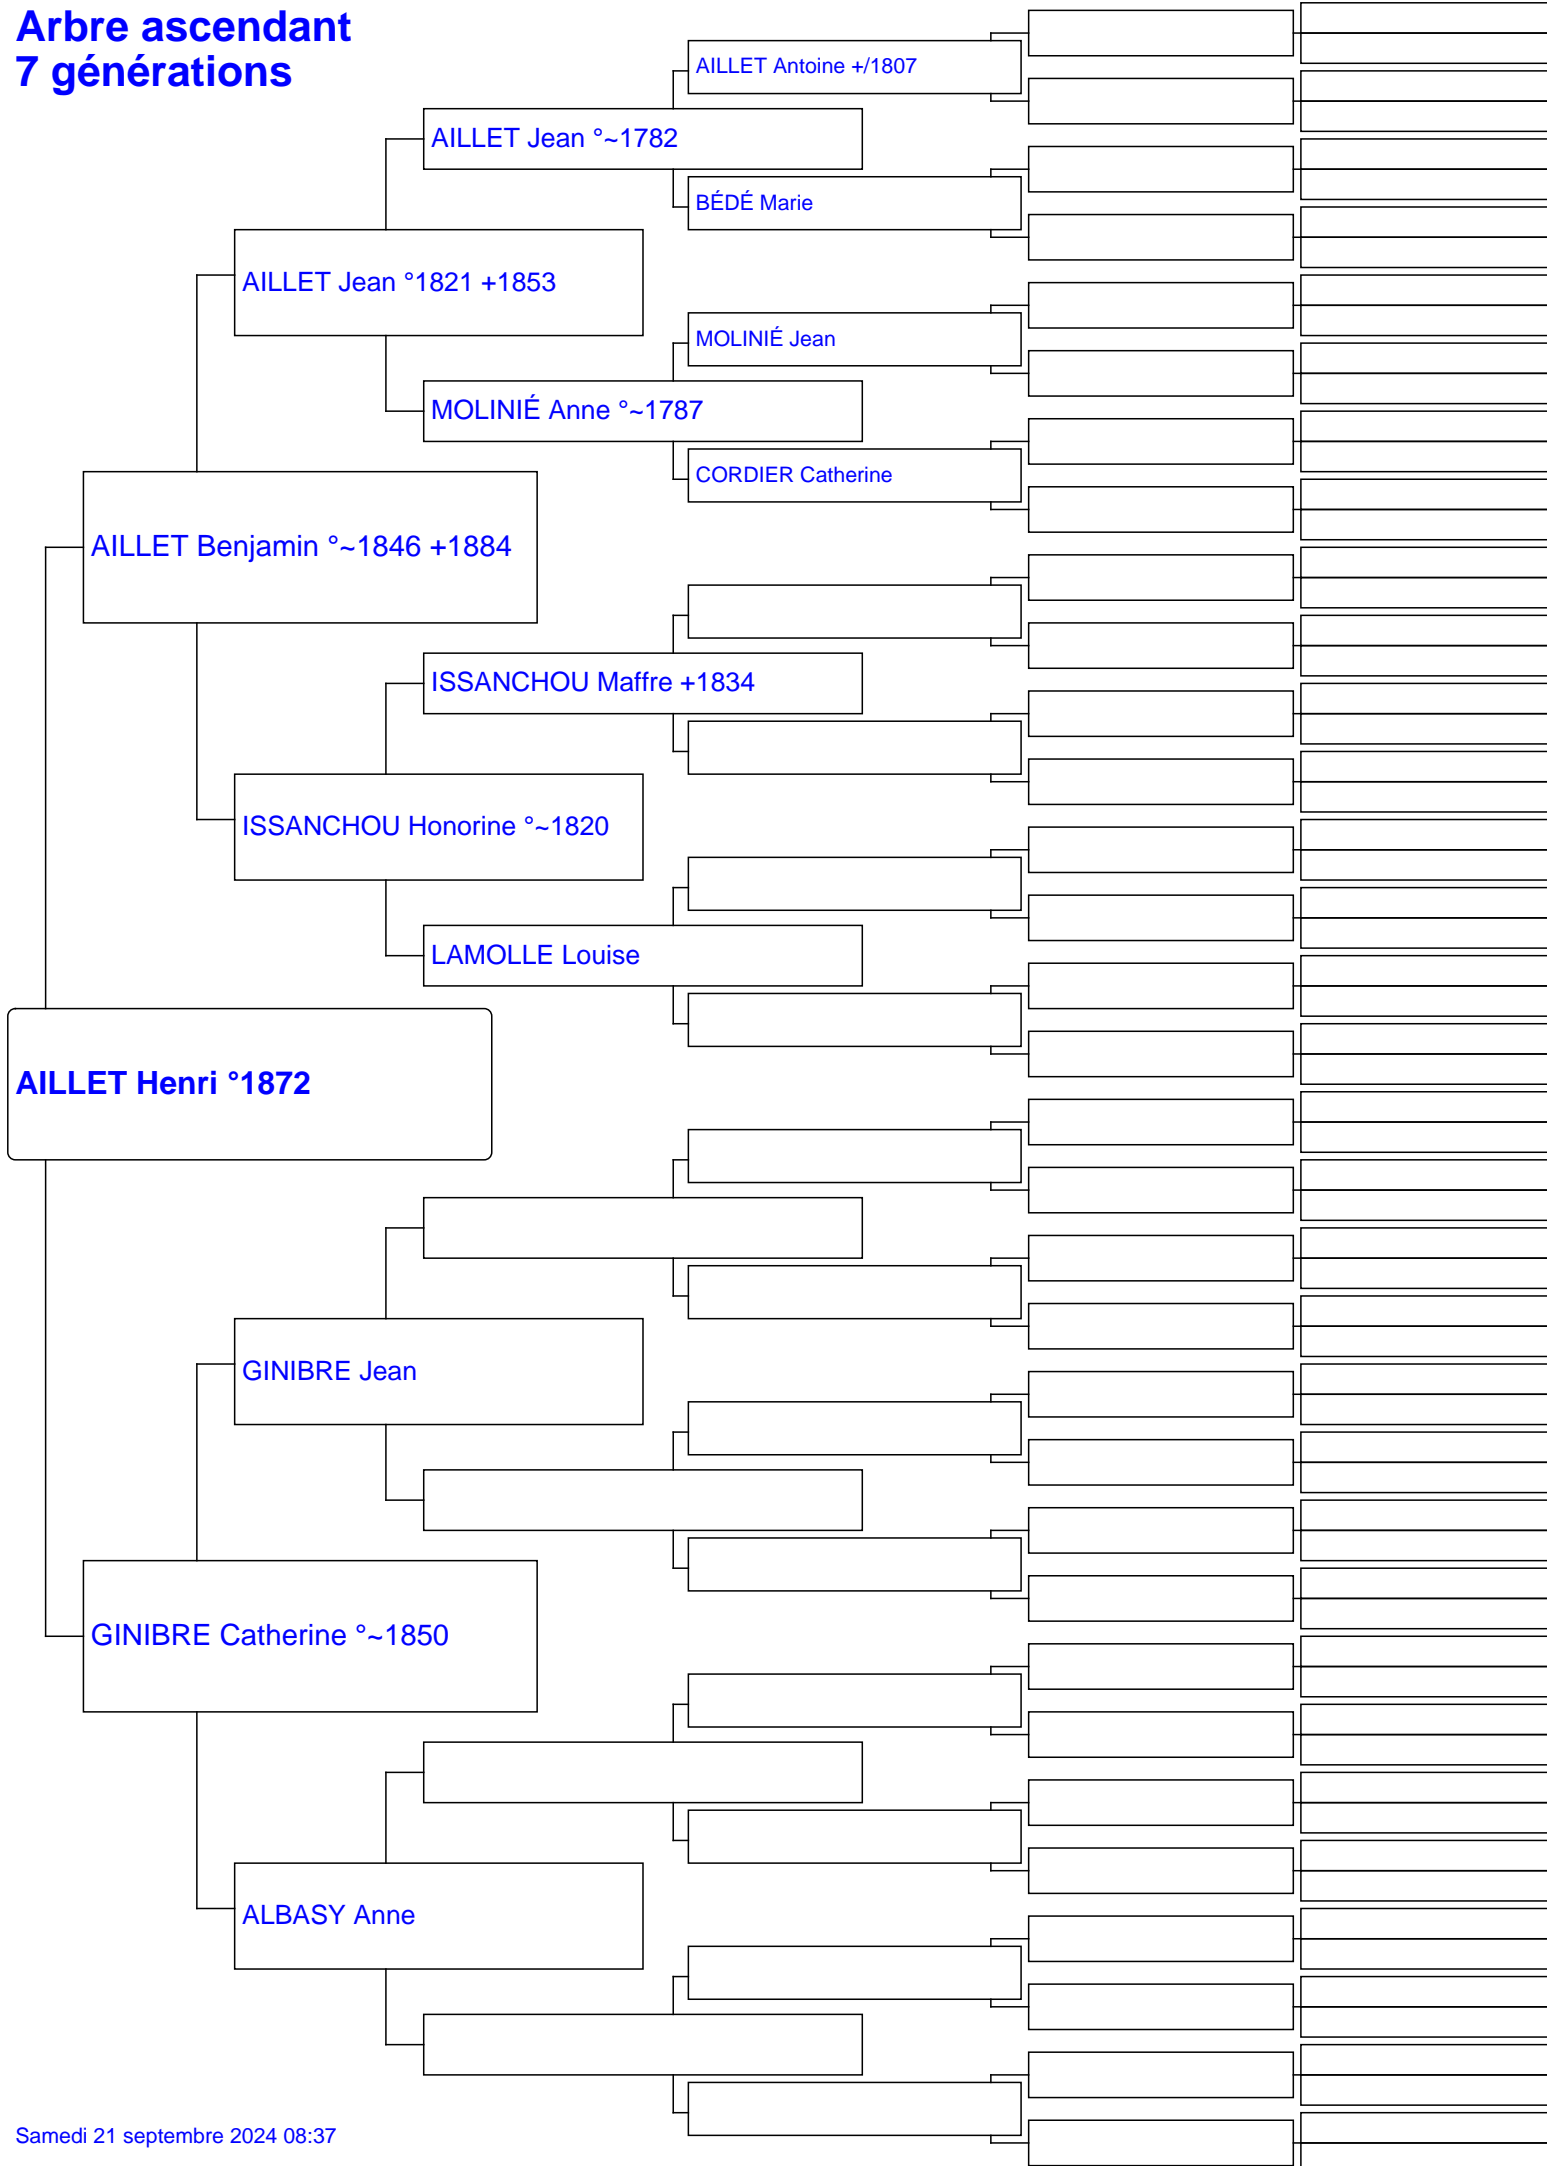 Arbre ascendant
7 générations
AILLET Antoine +/1807
AILLET Jean °~1782
BÉDÉ Marie
AILLET Jean °1821 +1853
MOLINIÉ Jean
MOLINIÉ Anne °~1787
CORDIER Catherine
AILLET Benjamin °~1846 +1884
ISSANCHOU Maffre +1834
ISSANCHOU Honorine °~1820
LAMOLLE Louise
AILLET Henri °1872
GINIBRE Jean
GINIBRE Catherine °~1850
ALBASY Anne
Samedi 21 septembre 2024 08:37